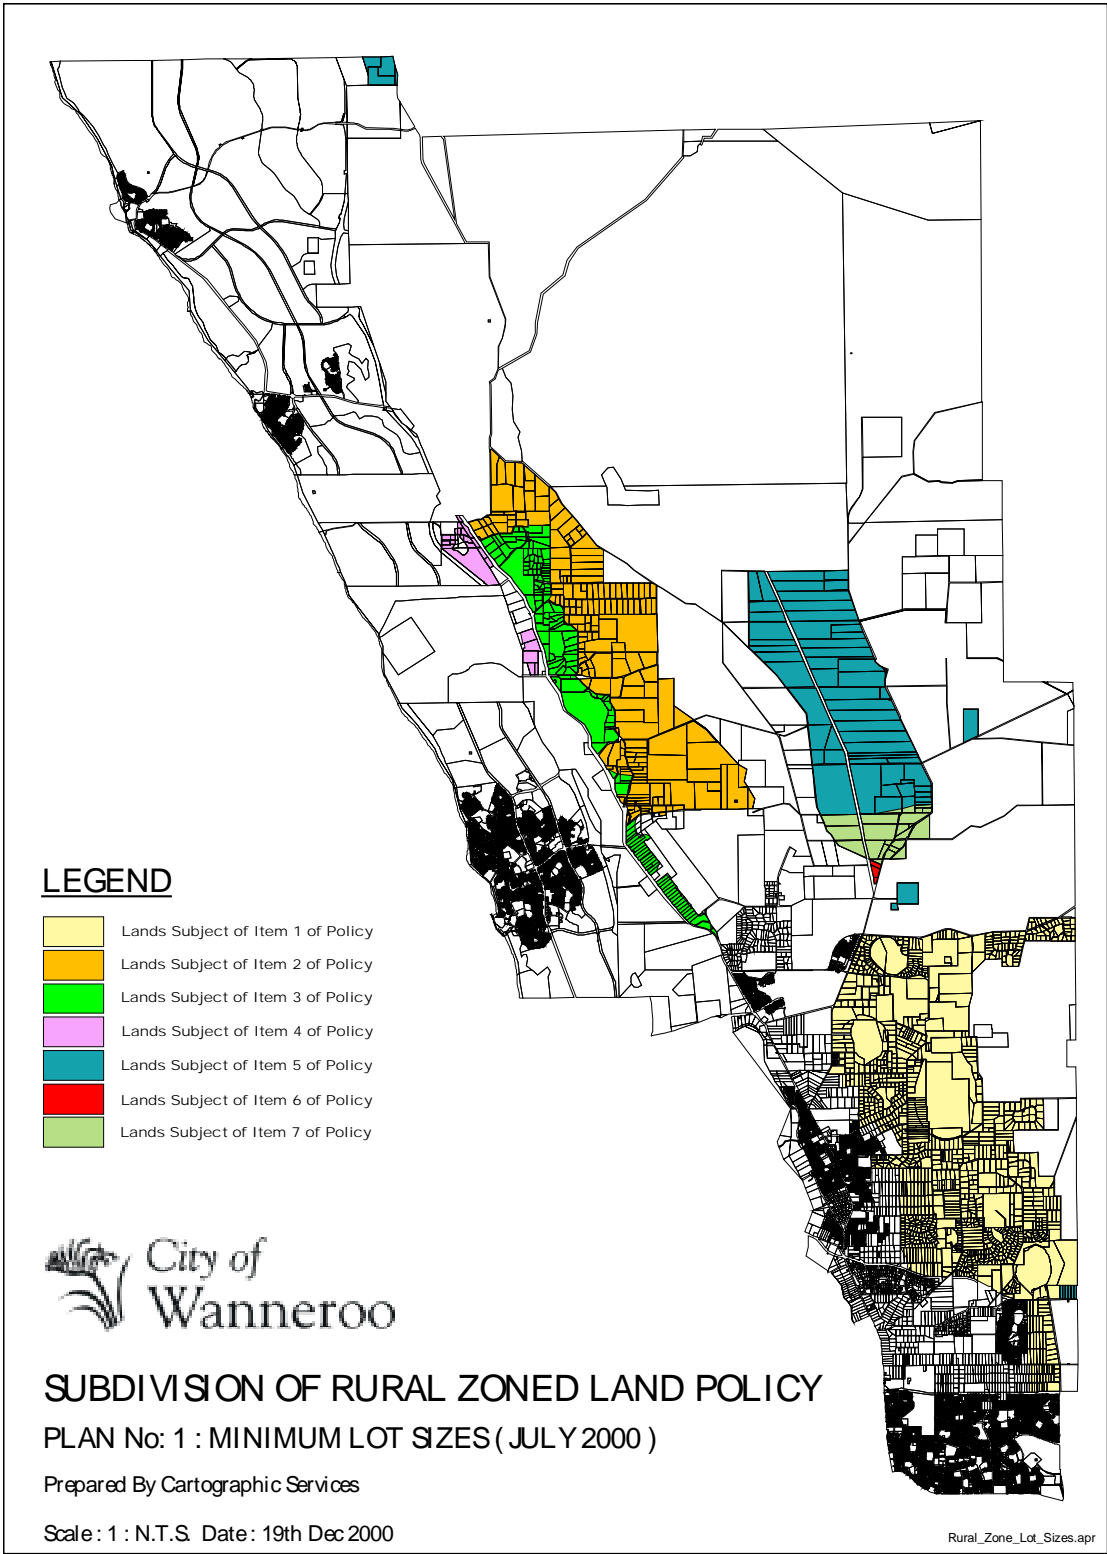 LEGEND
Lands Subject of Item 1 of Policy
Lands Subject of Item 2 of Policy
Lands Subject of Item 3 of Policy
Lands Subject of Item 4 of Policy
Lands Subject of Item 5 of Policy
Lands Subject of Item 6 of Policy
Lands Subject of Item 7 of Policy
City of
Wanneroo
SUBDIVISION OF RURAL ZONED LAND POLICY
PLAN No: 1 : MINIMUM LOT SIZES ( JULY 2000 )
Prepared By Cartographic Services
Scale : 1 : N.T.S. Date : 19th Dec 2000
Rural_Zone_Lot_Sizes.apr